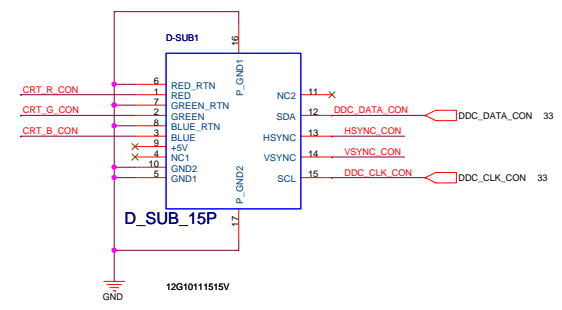 D-SUB1
16
P_GND1
6 RED_RTN
CRT_R_CON 1 RED
7 GREEN_RTN
CRT_G_CON 2 GREEN
8 BLUE_RTN
CRT_B_CON 3 BLUE
9 +5V
4 NC1
10 GND2
5 GND1
NC2 11
SDA 12 DDC_DATA_CON DDC_DATA_CON 33
HSYNC 13 HSYNC_CON
VSYNC 14 VSYNC_CON
SCL 15 DDC_CLK_CON DDC_CLK_CON 33
P_GND2
17
D_SUB_15P
12G10111515V
GND